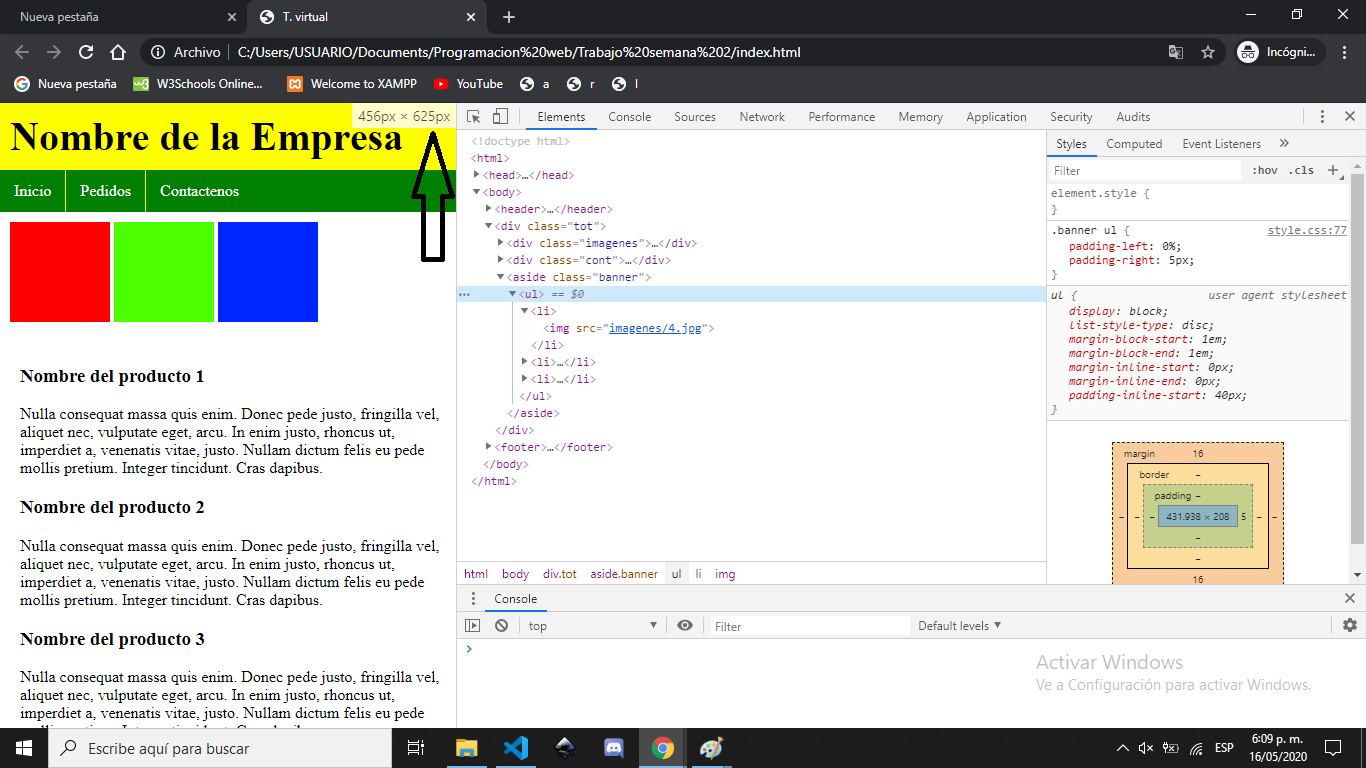 Nueva pestaña
T. virtual
Archivo
C:/Users/USUARIO/Documents/Programacion%20web/Trabajo%20semana%202/index.html
Incógni...
Nueva pestaña
W3Schools Online...
Welcome to XAMPP
YouTube
a
r
l
456px × 625px
Nombre de la Empresa
Inicio
Pedidos
Contactenos
Nombre del producto 1
Nulla consequat massa quis enim. Donec pede justo, fringilla vel,
aliquet nec, vulputate eget, arcu. In enim justo, rhoncus ut,
imperdiet a, venenatis vitae, justo. Nullam dictum felis eu pede
mollis pretium. Integer tincidunt. Cras dapibus.
Nombre del producto 2
Nulla consequat massa quis enim. Donec pede justo, fringilla vel,
aliquet nec, vulputate eget, arcu. In enim justo, rhoncus ut,
imperdiet a, venenatis vitae, justo. Nullam dictum felis eu pede
mollis pretium. Integer tincidunt. Cras dapibus.
Nombre del producto 3
Nulla consequat massa quis enim. Donec pede justo, fringilla vel,
aliquet nec, vulputate eget, arcu. In enim justo, rhoncus ut,
imperdiet a, venenatis vitae, justo. Nullam dictum felis eu pede
Elements
Console
Sources
Network
Performance
Memory
Application
Security
Audits
<!doctype html>
<html>
<head>…</head>
<body>
<header>…</header>
<div class="tot">
<div class="imagenes">…</div>
<div class="cont">…</div>
<aside class="banner">
<ul> == $0
<li>
<img src="imagenes/4.jpg">
</li>
<li>…</li>
<li>…</li>
</ul>
</aside>
</div>
<footer>…</footer>
</body>
</html>
html
body
div.tot
aside.banner
ul
li
img
Styles
Computed
Event Listeners
»
Filter
:hov
.cls
+
element.style {
}
.banner ul {
style.css:77
padding-left: 0%;
padding-right: 5px;
}
ul {
user agent stylesheet
display: block;
list-style-type: disc;
margin-block-start: 1em;
margin-block-end: 1em;
margin-inline-start: 0px;
margin-inline-end: 0px;
padding-inline-start: 40px;
}
margin
16
border
–
padding
–
– – – 431.938 × 208 5 – –
–
–
16
Console
top
Filter
Default levels
>
Activar Windows
Ve a Configuración para activar Windows.
Escribe aquí para buscar
ESP
6:09 p. m.
16/05/2020